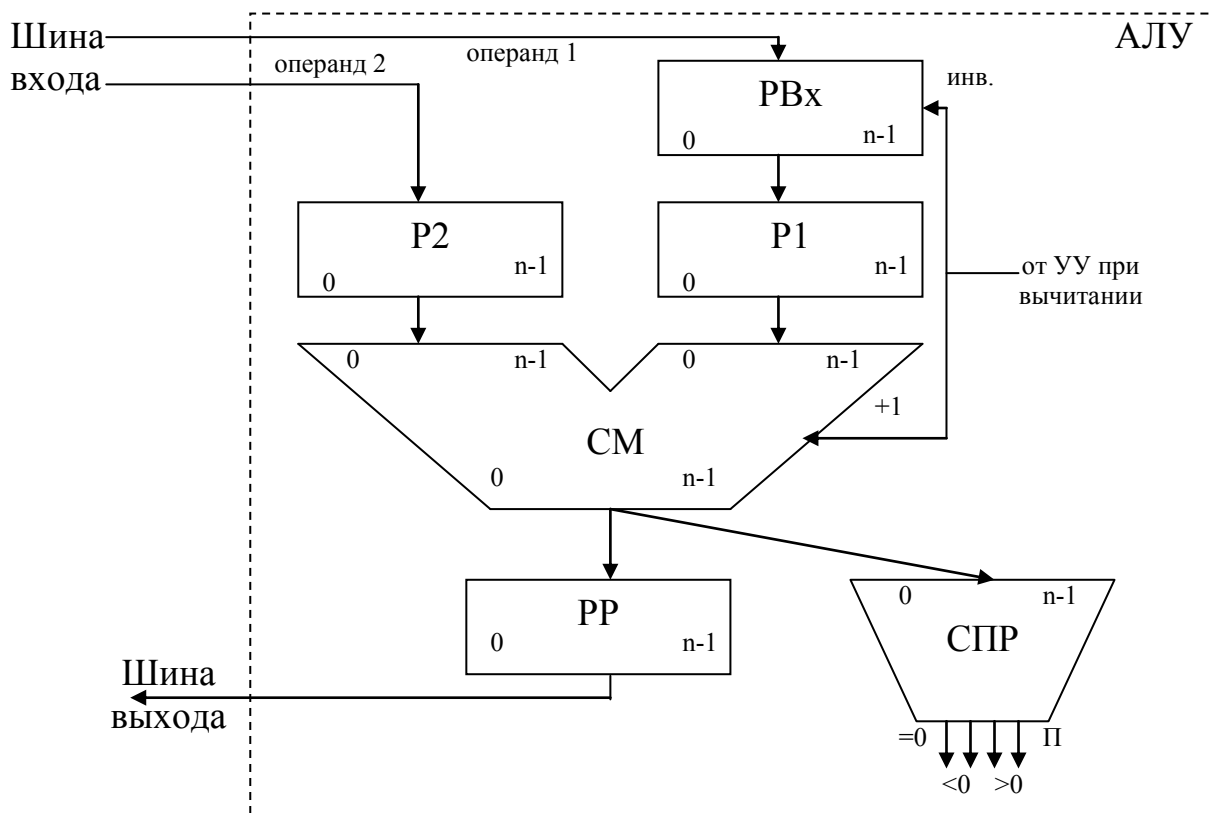 Шина
входа
АЛУ
операнд 1
операнд 2
РВх
0
n-1
инв.
Р2
0
n-1
Р1
0
n-1
от УУ при
вычитании
0
n-1
0
n-1
+1
СМ
0
n-1
РР
0
n-1
0
n-1
СПР
Шина
выхода
=0
П
<0
>0